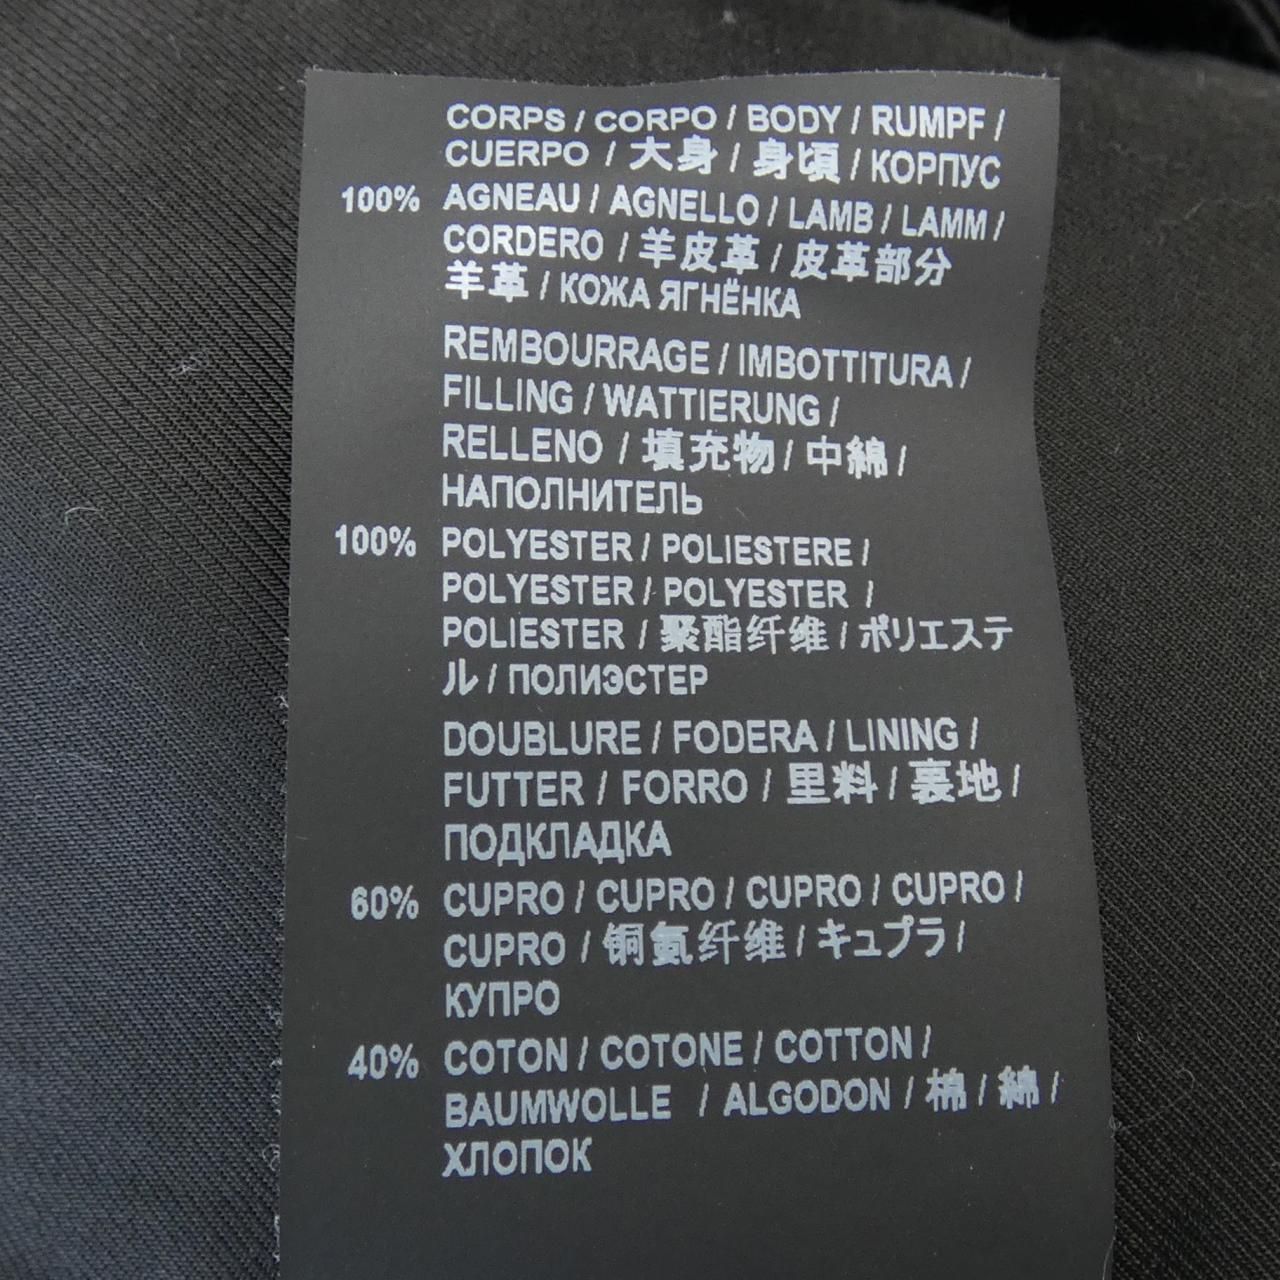 CORPS / CORPO / BODY / RUMPF /
CUERPO / 大身 / 身頃 / КОРПУС
100% AGNEAU / AGNELLO / LAMB / LAMM /
CORDERO / 羊皮革 / 皮革部分
羊革 / КОЖА ЯГНЁНКА
REMBOURRAGE / IMBOTTITURA /
FILLING / WATTIERUNG /
RELLENO / 填充物 / 中綿 /
НАПОЛНИТЕЛЬ
100% POLYESTER / POLIESTERE /
POLYESTER / POLYESTER /
POLIESTER / 聚酯纤维 / ポリエステ
ル / ПОЛИЭСТЕР
DOUBLURE / FODERA / LINING /
FUTTER / FORRO / 里料 / 裏地 /
ПОДКЛАДКА
60% CUPRO / CUPRO / CUPRO / CUPRO /
CUPRO / 铜氨纤维 / キュプラ /
КУПРО
40% COTON / COTONE / COTTON /
BAUMWOLLE / ALGODON / 棉 / 綿 /
ХЛОПОК